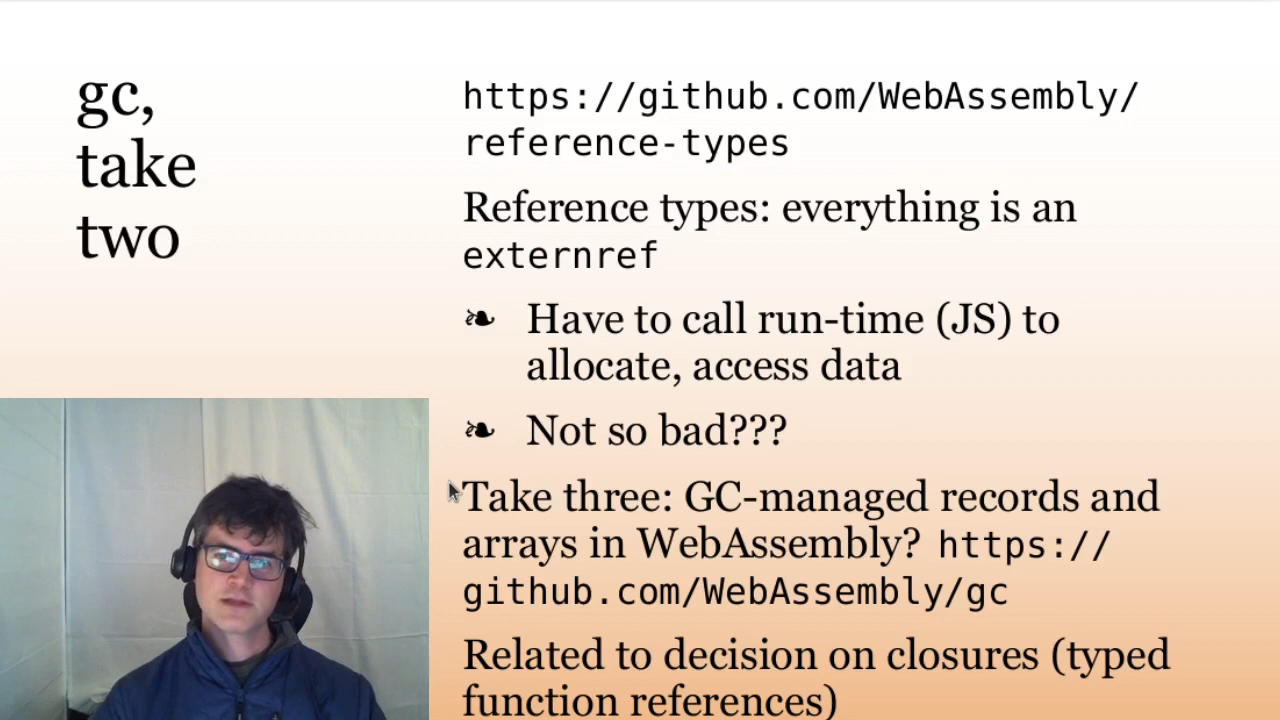 gc,
take
two
https://github.com/WebAssembly/
reference-types
Reference types: everything is an
externref
❧ Have to call run-time (JS) to
allocate, access data
❧ Not so bad???
Take three: GC-managed records and
arrays in WebAssembly? https://
github.com/WebAssembly/gc
Related to decision on closures (typed
function references)